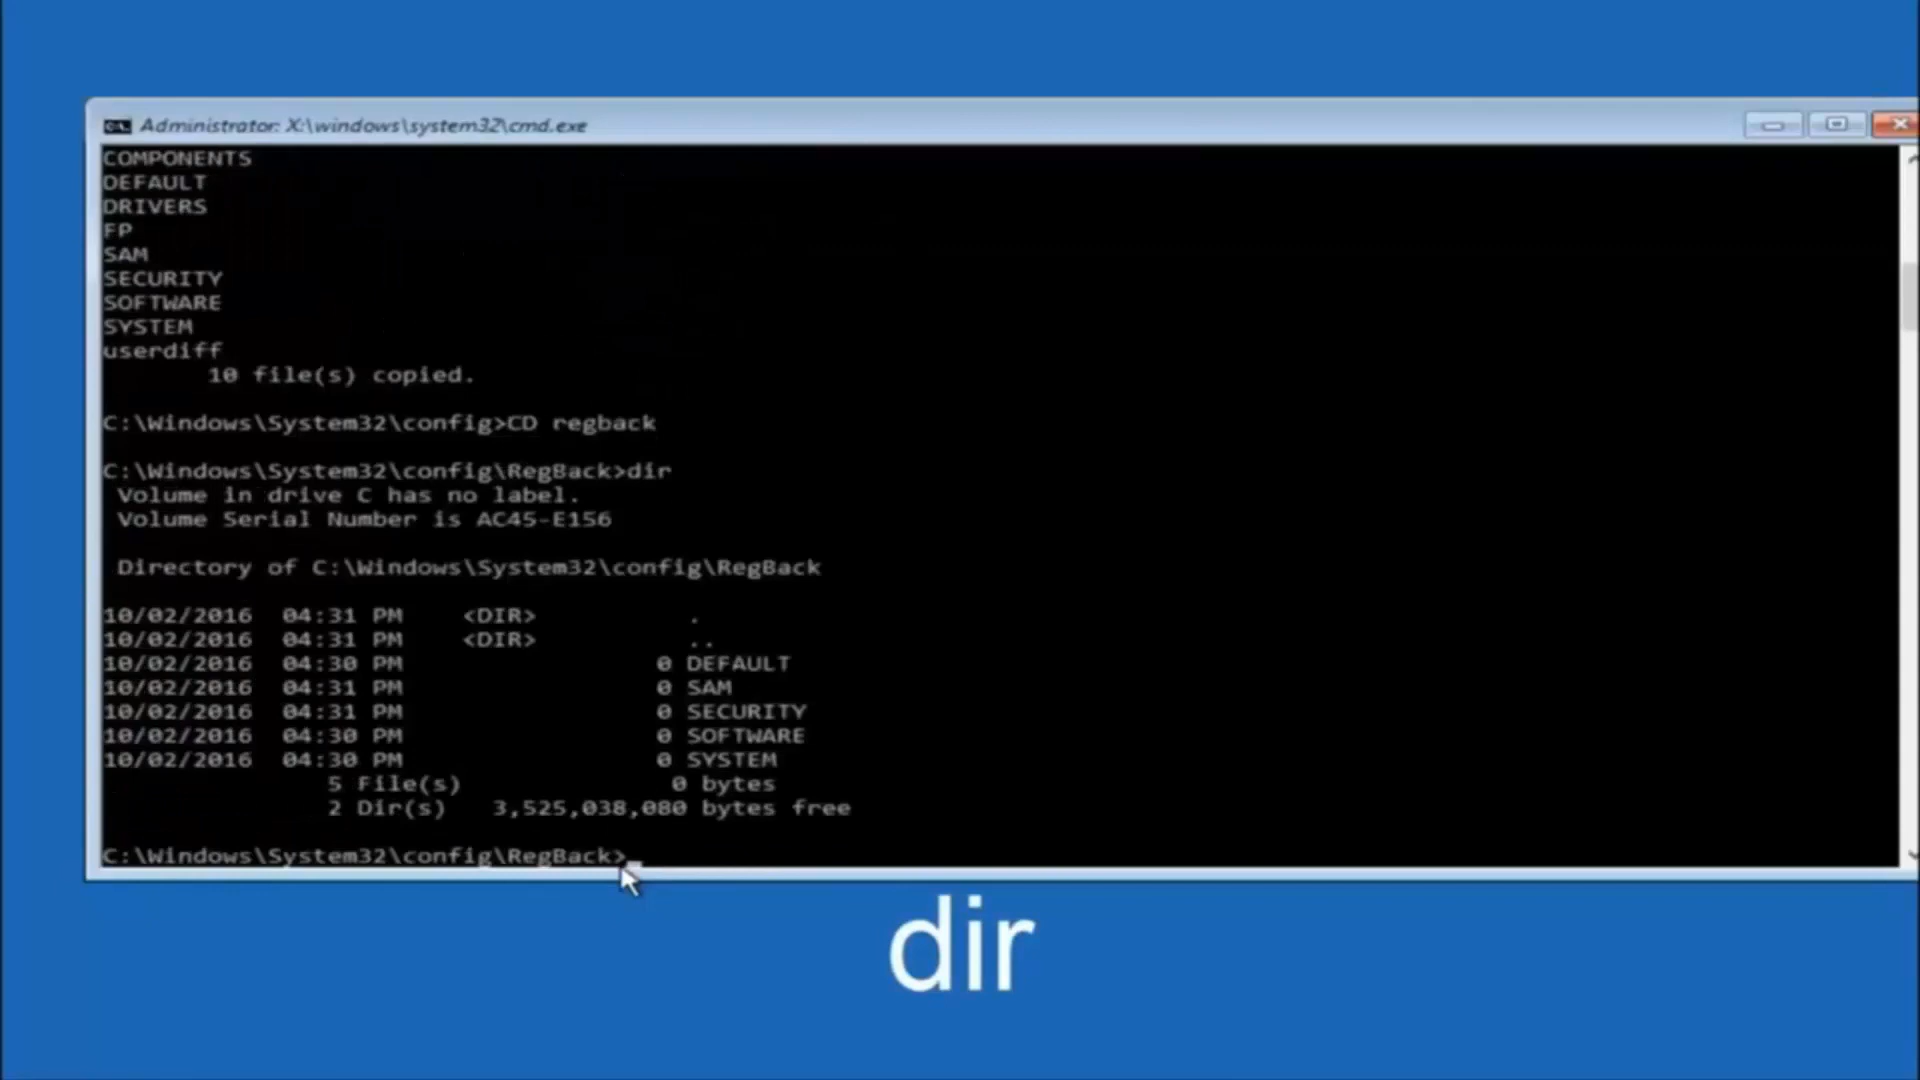 Administrator: X:\windows\system32\cmd.exe
COMPONENTS
DEFAULT
DRIVERS
FP
SAM
SECURITY
SOFTWARE
SYSTEM
userdiff
10 file(s) copied.
C:\Windows\System32\config>CD regback
C:\Windows\System32\config\RegBack>dir
Volume in drive C has no label.
Volume Serial Number is AC45-E156
Directory of C:\Windows\System32\config\RegBack
10/02/2016 04:31 PM <DIR> .
10/02/2016 04:31 PM <DIR> ..
10/02/2016 04:30 PM 0 DEFAULT
10/02/2016 04:31 PM 0 SAM
10/02/2016 04:31 PM 0 SECURITY
10/02/2016 04:30 PM 0 SOFTWARE
10/02/2016 04:30 PM 0 SYSTEM
5 File(s) 0 bytes
2 Dir(s) 3,525,038,080 bytes free
C:\Windows\System32\config\RegBack>
dir